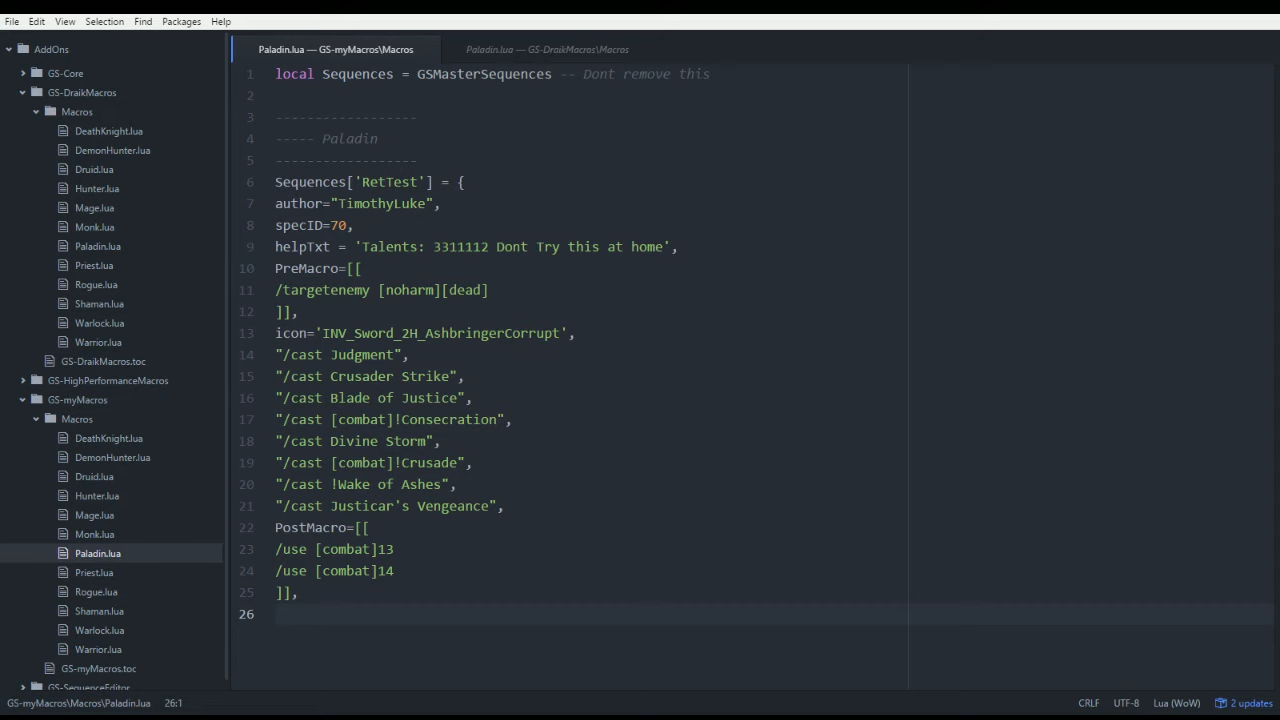 File Edit View Selection Find Packages Help
AddOns
GS-Core
GS-DraikMacros
Macros
DeathKnight.lua
DemonHunter.lua
Druid.lua
Hunter.lua
Mage.lua
Monk.lua
Paladin.lua
Priest.lua
Rogue.lua
Shaman.lua
Warlock.lua
Warrior.lua
GS-DraikMacros.toc
GS-HighPerformanceMacros
GS-myMacros
Macros
DeathKnight.lua
DemonHunter.lua
Druid.lua
Hunter.lua
Mage.lua
Monk.lua
Paladin.lua
Priest.lua
Rogue.lua
Shaman.lua
Warlock.lua
Warrior.lua
GS-myMacros.toc
GS-SequenceEditor
Paladin.lua — GS-myMacros\Macros
Paladin.lua — GS-DraikMacros\Macros
1 local Sequences = GSMasterSequences -- Dont remove this
2
3 ------------------
4 ----- Paladin
5 ------------------
6 Sequences['RetTest'] = {
7 author="TimothyLuke",
8 specID=70,
9 helpTxt = 'Talents: 3311112 Dont Try this at home',
10 PreMacro=[[
11 /targetenemy [noharm][dead]
12 ]],
13 icon='INV_Sword_2H_AshbringerCorrupt',
14 "/cast Judgment",
15 "/cast Crusader Strike",
16 "/cast Blade of Justice",
17 "/cast [combat]!Consecration",
18 "/cast Divine Storm",
19 "/cast [combat]!Crusade",
20 "/cast !Wake of Ashes",
21 "/cast Justicar's Vengeance",
22 PostMacro=[[
23 /use [combat]13
24 /use [combat]14
25 ]],
26
GS-myMacros\Macros\Paladin.lua 26:1 CRLF UTF-8 Lua (WoW) 2 updates